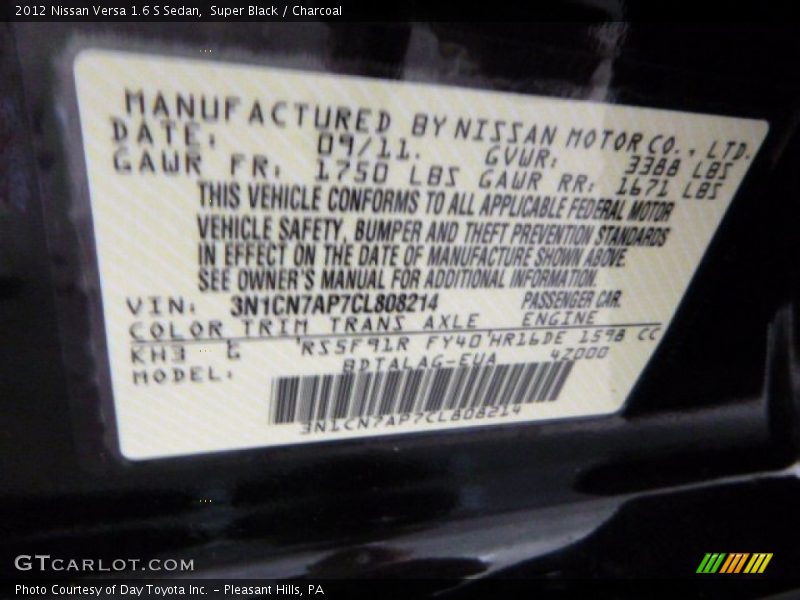 2012 Nissan Versa 1.6 S Sedan, Super Black / Charcoal
MANUFACTURED BY NISSAN MOTOR CO., LTD.
DATE: 09/11. GVWR: 3388 LBS
GAWR FR: 1750 LBS GAWR RR: 1671 LBS
THIS VEHICLE CONFORMS TO ALL APPLICABLE FEDERAL MOTOR
VEHICLE SAFETY, BUMPER AND THEFT PREVENTION STANDARDS
IN EFFECT ON THE DATE OF MANUFACTURE SHOWN ABOVE.
SEE OWNER'S MANUAL FOR ADDITIONAL INFORMATION.
VIN: 3N1CN7AP7CL808214 PASSENGER CAR.
COLOR TRIM TRANS AXLE ENGINE
KH3 G RS5F91R FY40 HR16DE 1598 CC
MODEL: BDTALAG-EUA 42000
3N1CN7AP7CL808214
GTCARLOT.COM
Photo Courtesy of Day Toyota Inc. - Pleasant Hills, PA